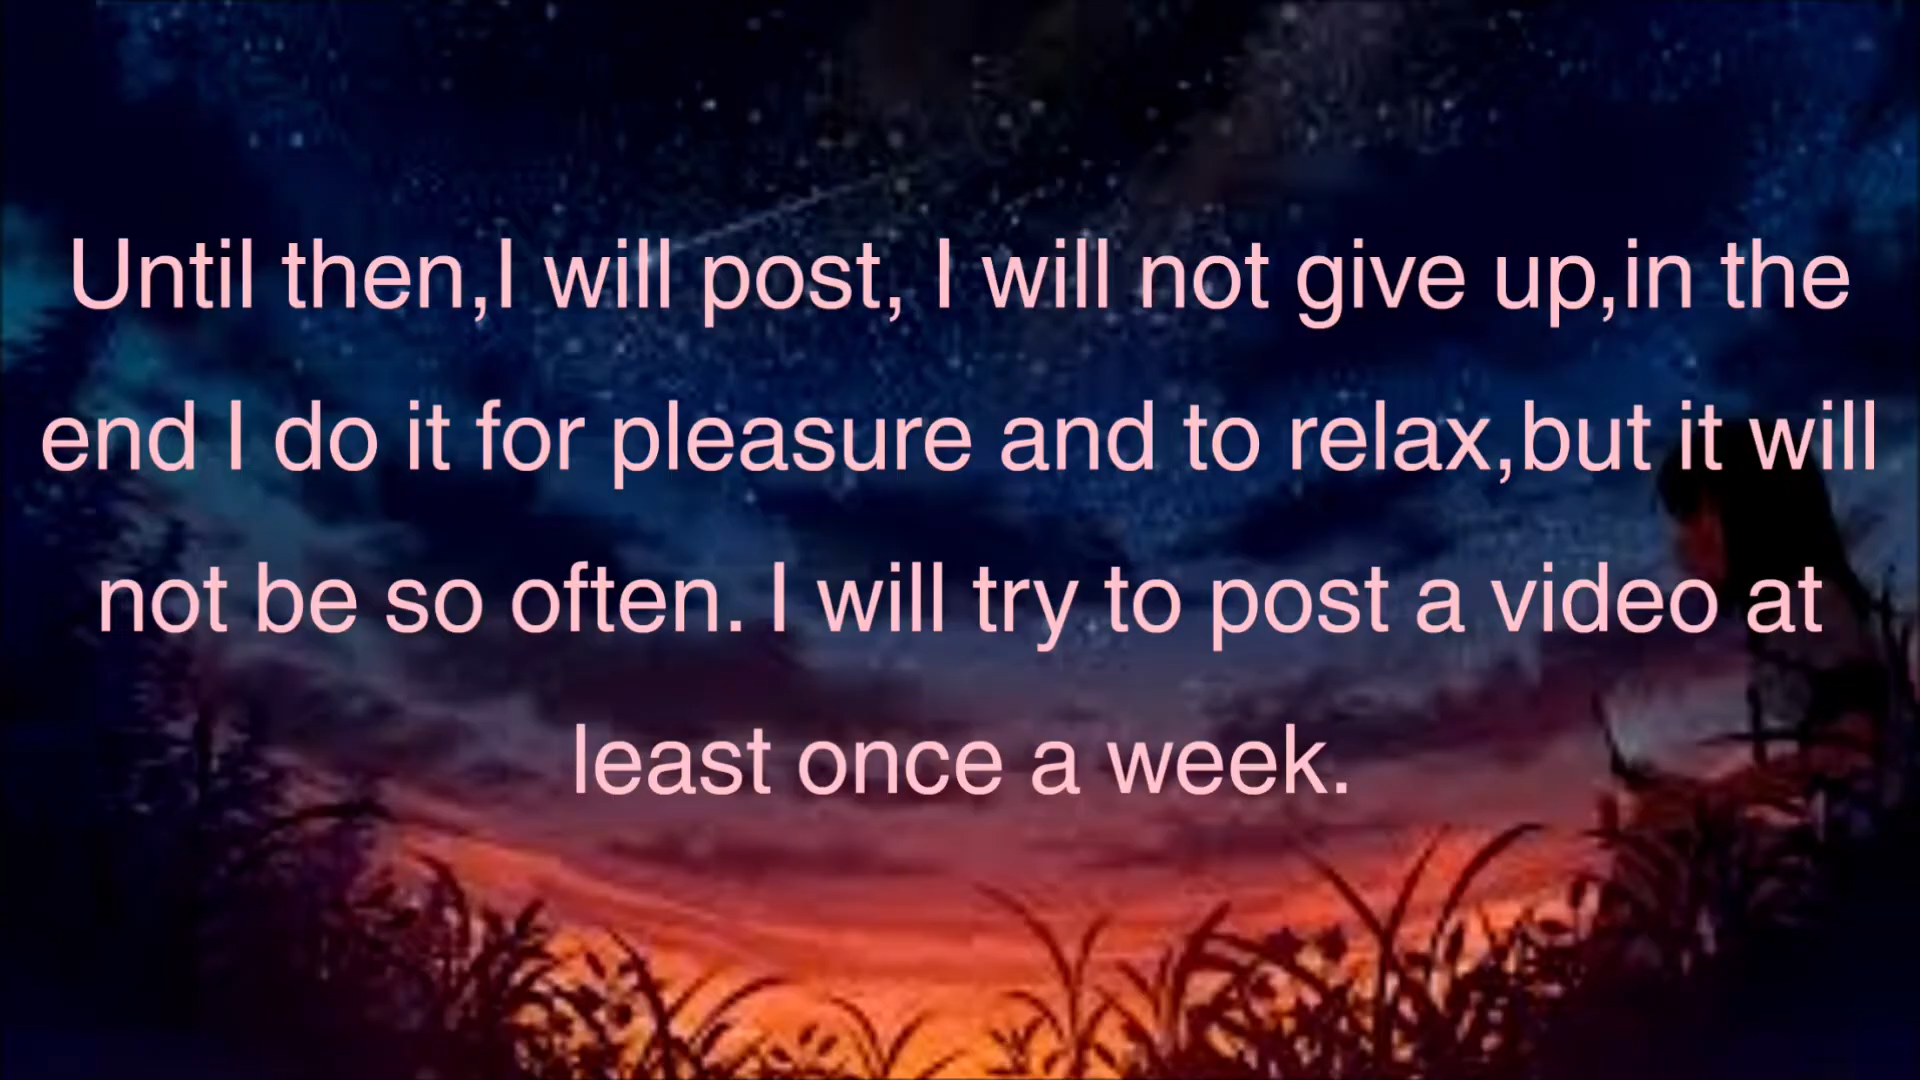 Until then,I will post, I will not give up,in the
end I do it for pleasure and to relax,but it will
not be so often. I will try to post a video at
least once a week.